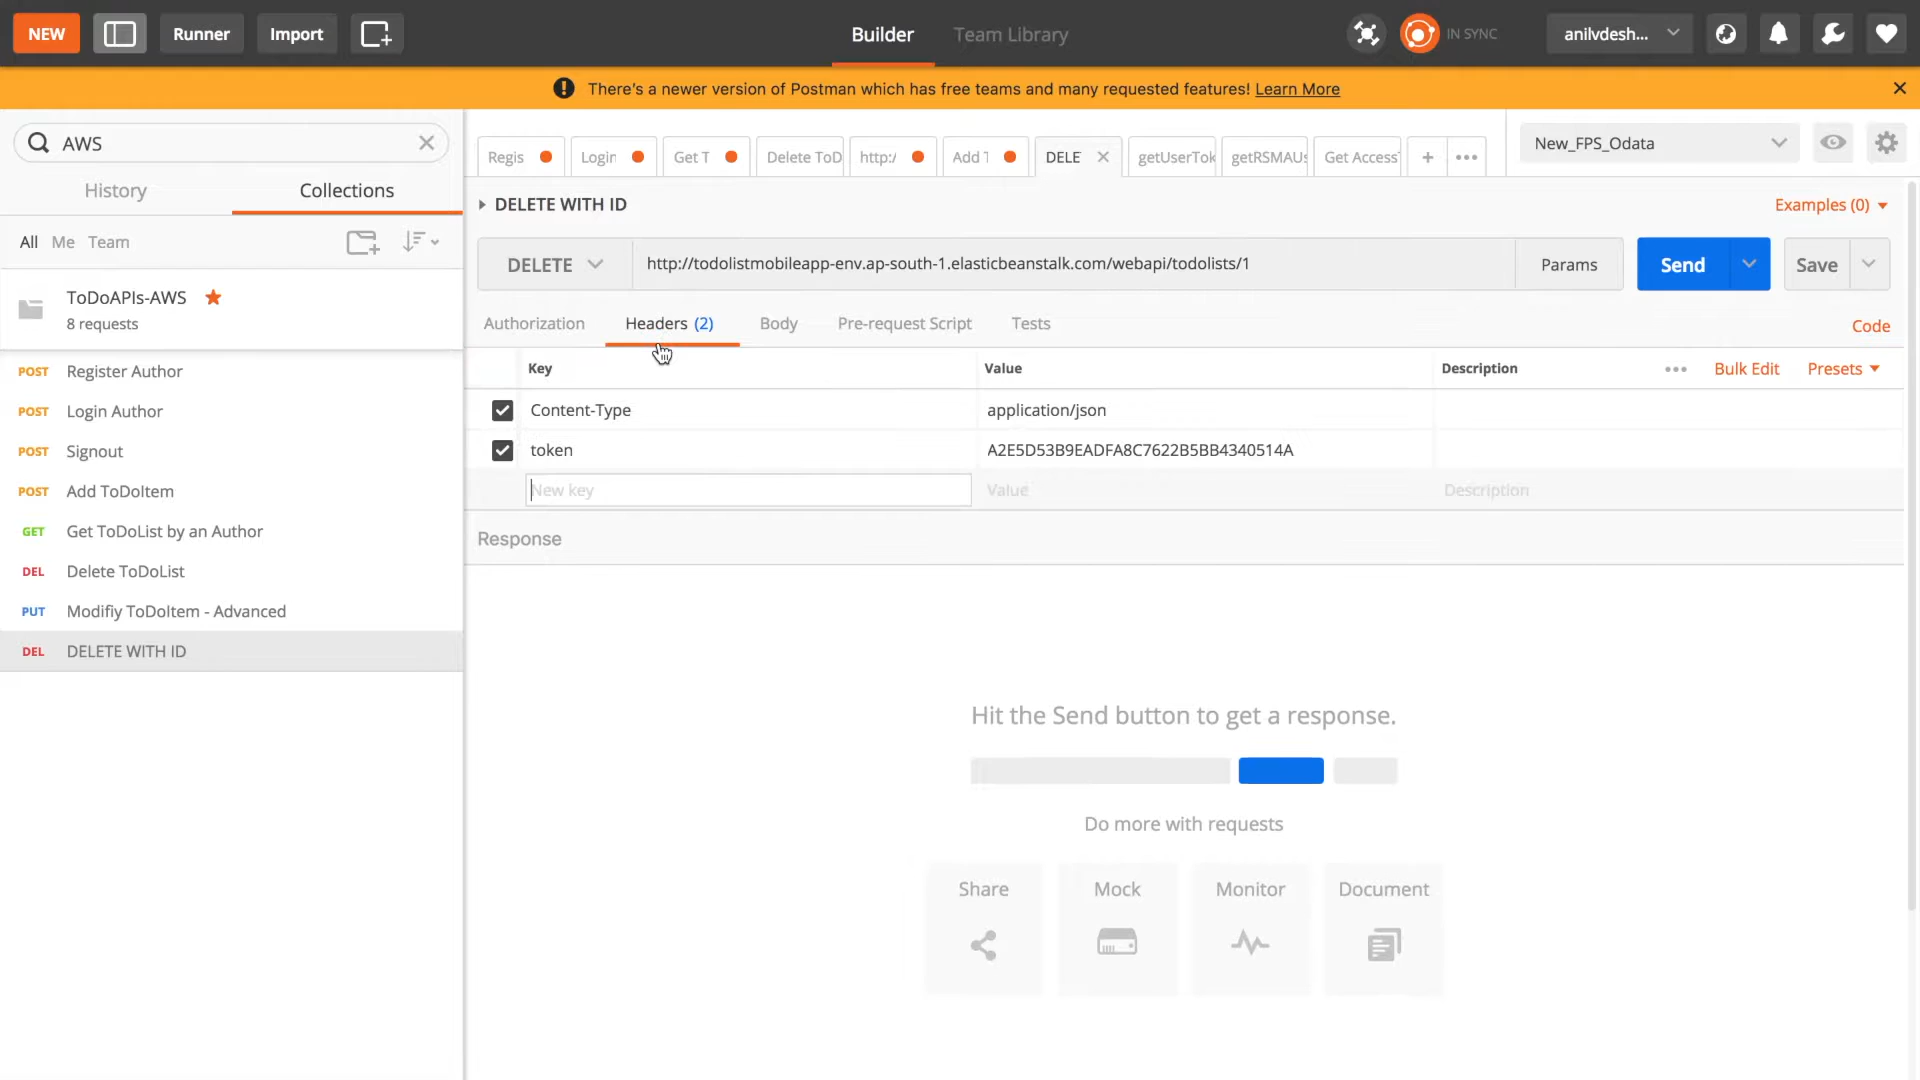 NEW
Runner
Import
Builder
Team Library
IN SYNC
anilvdesh...
There's a newer version of Postman which has free teams and many requested features! Learn More
AWS
History
Collections
All Me Team
ToDoAPIs-AWS
8 requests
POST Register Author
POST Login Author
POST Signout
POST Add ToDoItem
GET Get ToDoList by an Author
DEL Delete ToDoList
PUT Modifiy ToDoItem - Advanced
DEL DELETE WITH ID
Regis
Login
Get T
Delete ToD
http:/
Add T
DELE
getUserTok
getRSMAUs
Get AccessT
New_FPS_Odata
DELETE WITH ID
Examples (0)
DELETE
http://todolistmobileapp-env.ap-south-1.elasticbeanstalk.com/webapi/todolists/1
Params
Send
Save
Authorization
Headers (2)
Body
Pre-request Script
Tests
Code
Key
Value
Description
Bulk Edit
Presets
Content-Type
application/json
token
A2E5D53B9EADFA8C7622B5BB4340514A
New key
Value
Description
Response
Hit the Send button to get a response.
Do more with requests
Share
Mock
Monitor
Document